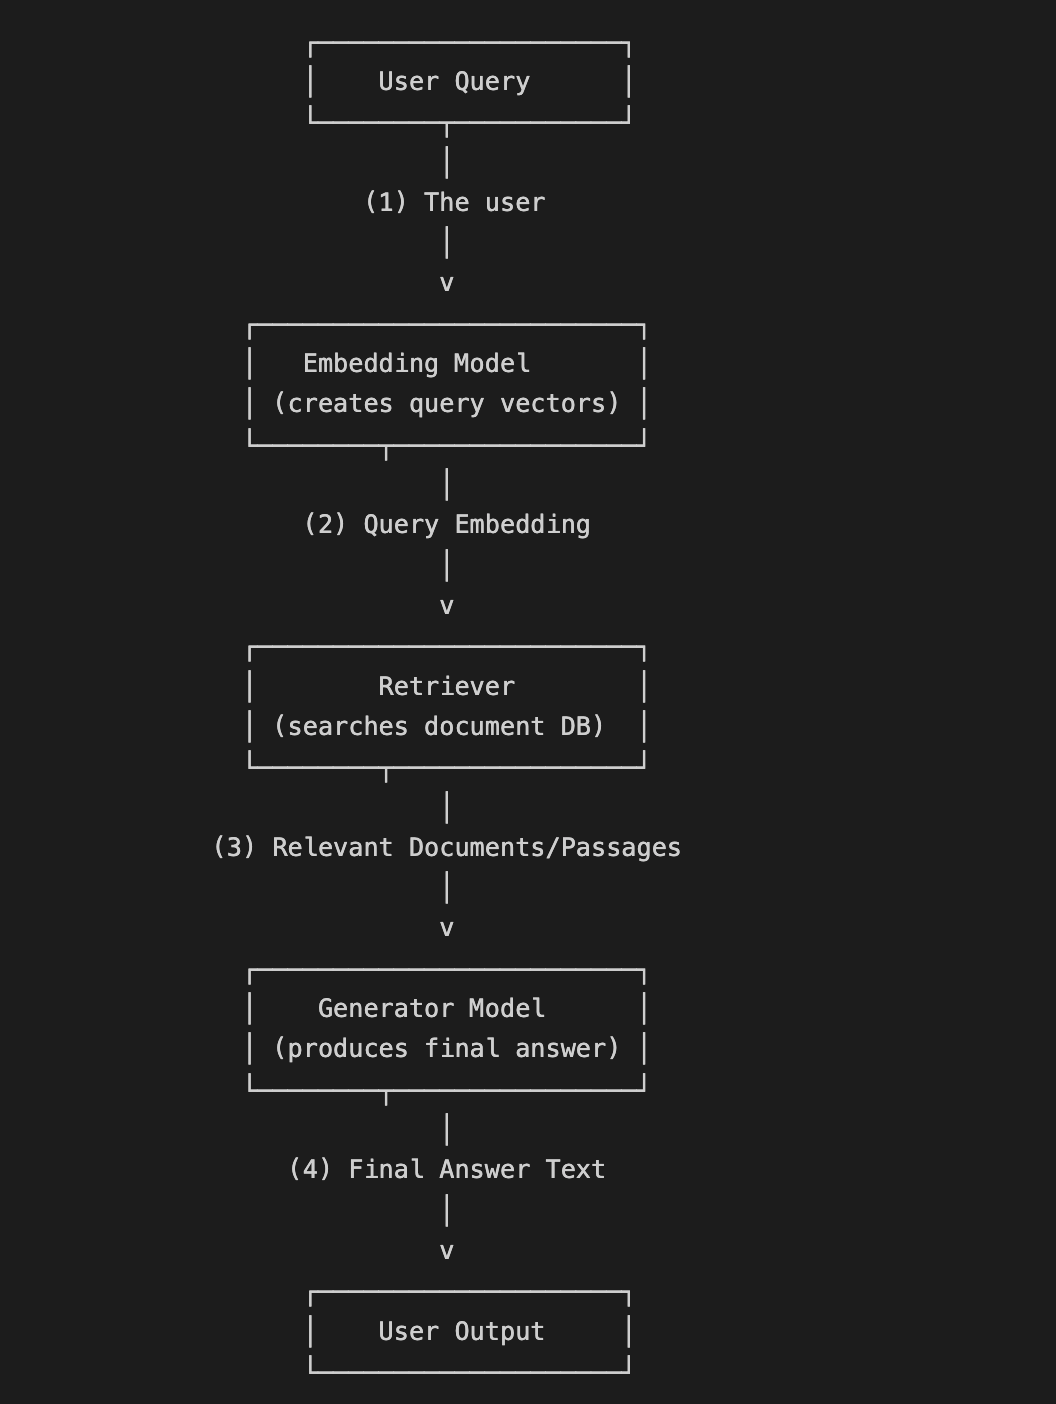 User Query
(1) The user
v
Embedding Model
(creates query vectors)
(2) Query Embedding
v
Retriever
(searches document DB)
(3) Relevant Documents/Passages
v
Generator Model
(produces final answer)
(4) Final Answer Text
v
User Output